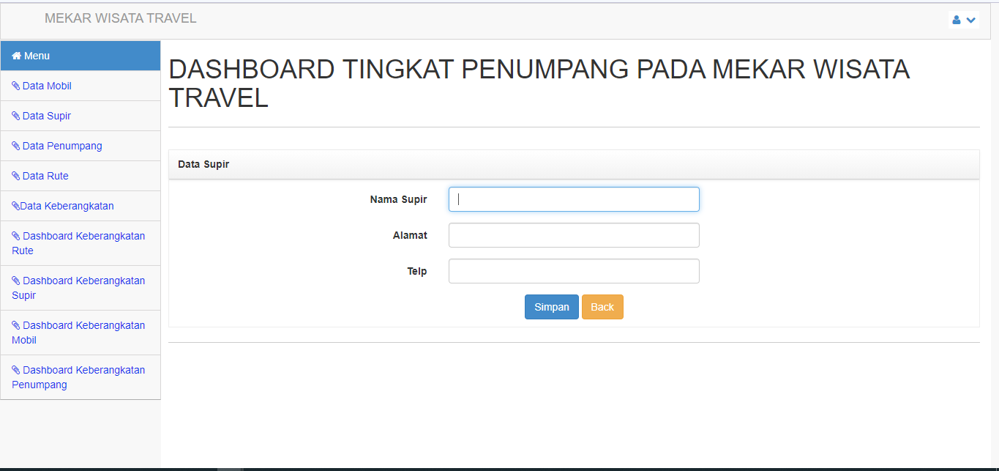 MEKAR WISATA TRAVEL
Menu
Data Mobil
Data Supir
Data Penumpang
Data Rute
Data Keberangkatan
Dashboard Keberangkatan
Rute
Dashboard Keberangkatan
Supir
Dashboard Keberangkatan
Mobil
Dashboard Keberangkatan
Penumpang
DASHBOARD TINGKAT PENUMPANG PADA MEKAR WISATA
TRAVEL
Data Supir
Nama Supir
Alamat
Telp
Simpan Back